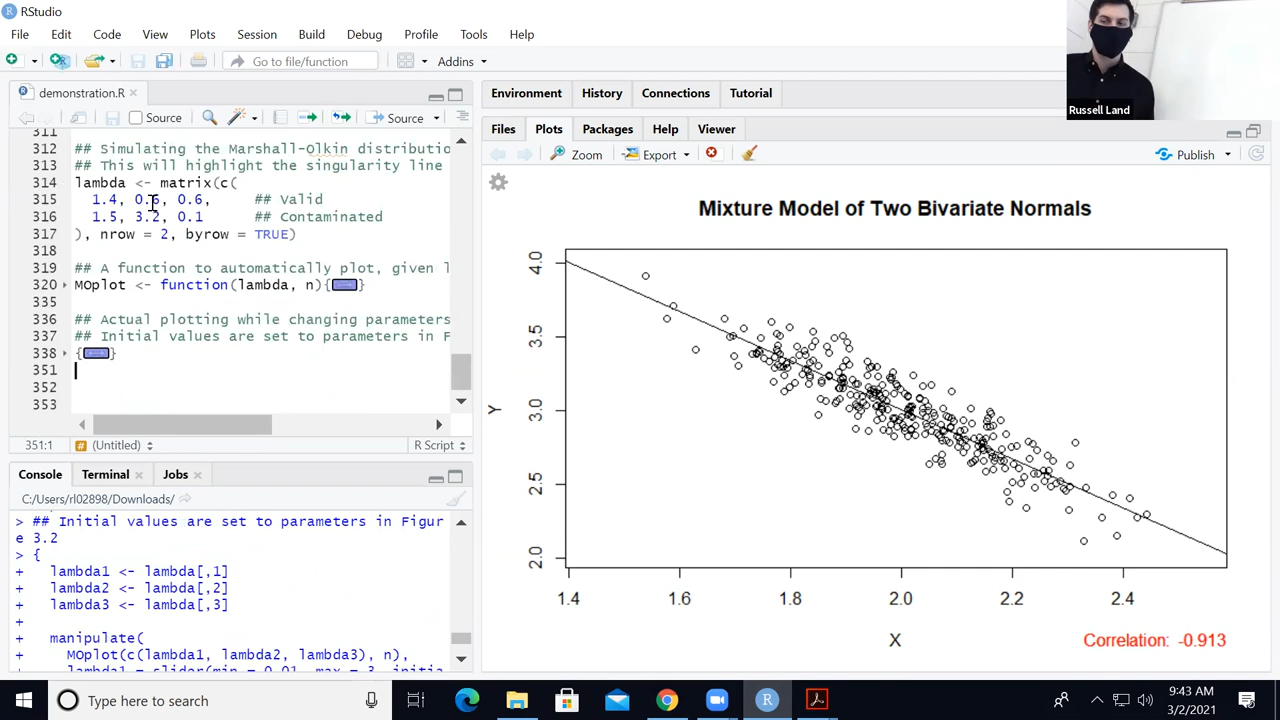 RStudio
File Edit Code View Plots Session Build Debug Profile Tools Help
Go to file/function Addins
demonstration.R
Source Source
311
312 ## Simulating the Marshall-Olkin distributio
313 ## This will highlight the singularity line
314 lambda <- matrix(c(
315 1.4, 0.6, 0.6, ## Valid
316 1.5, 3.2, 0.1 ## Contaminated
317 ), nrow = 2, byrow = TRUE)
318
319 ## A function to automatically plot, given l
320 MOplot <- function(lambda, n){ }
335
336 ## Actual plotting while changing parameters
337 ## Initial values are set to parameters in F
338 { }
351
352
353
351:1 (Untitled) R Script
Console Terminal Jobs
C:/Users/rl02898/Downloads/
> ## Initial values are set to parameters in Figur
e 3.2
> {
+ lambda1 <- lambda[,1]
+ lambda2 <- lambda[,2]
+ lambda3 <- lambda[,3]
+
+ manipulate(
+ MOplot(c(lambda1, lambda2, lambda3), n),
+ lambda1 = slider(min = 0.01, max = 3, initia
Environment History Connections Tutorial
Files Plots Packages Help Viewer
Zoom Export Publish
Mixture Model of Two Bivariate Normals
Y
4.0
3.5
3.0
2.5
2.0
1.4 1.6 1.8 2.0 2.2 2.4
X
Correlation: -0.913
Russell Land
Type here to search
9:43 AM
3/2/2021